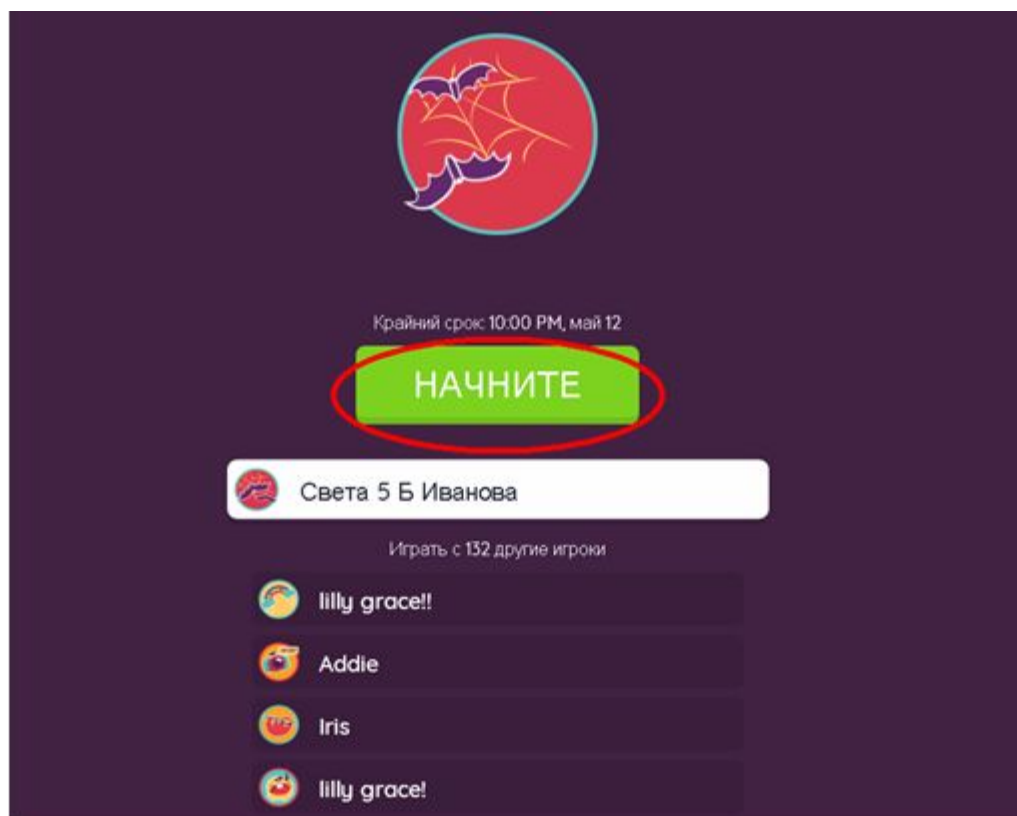 Крайний срок: 10:00 PM, май 12
НАЧНИТЕ
Света 5 Б Иванова
Играть с 132 другие игроки
lilly grace!!
Addie
Iris
lilly grace!